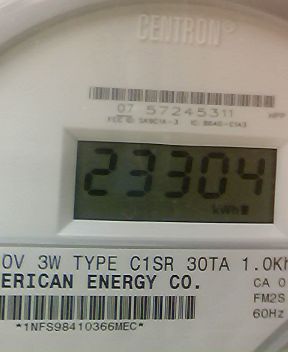 CENTRON®
07 57245311
23304
kWh
0V 3W TYPE C1SR 30TA 1.0Kh
ERICAN ENERGY CO.
CA 0
FM2S
60Hz
*1NFS98410366MEC*